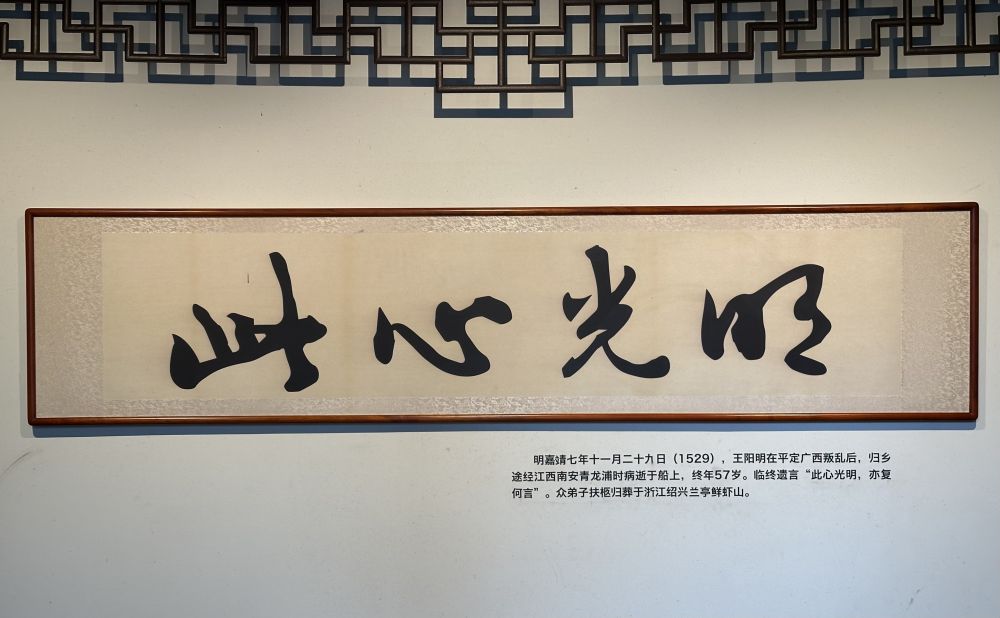 此心光明
明嘉靖七年十一月二十九日（1529），王阳明在平定广西叛乱后，归乡
途经江西南安青龙浦时病逝于船上，终年57岁。临终遗言“此心光明，亦复
何言”。众弟子扶柩归葬于浙江绍兴兰亭鲜虾山。